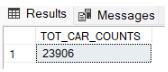 Results Messages
TOT_CAR_COUNTS
1 23906